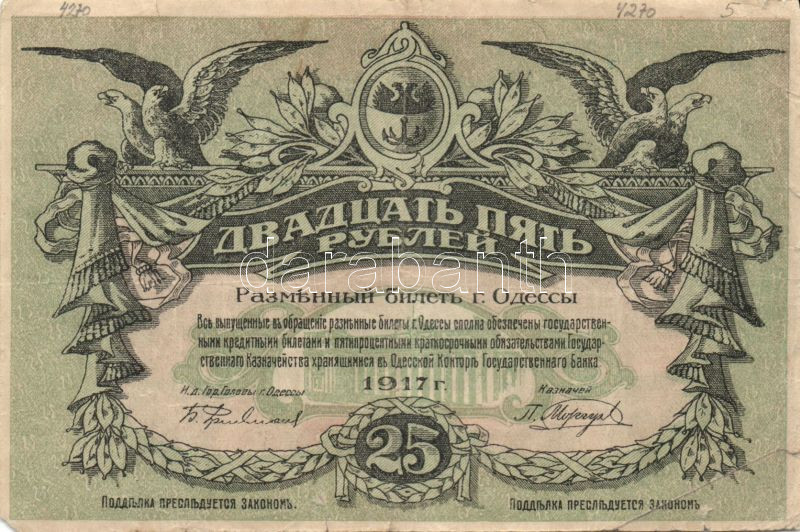 4270
4270
5
ДВАДЦАТЬ ПЯТЬ
РУБЛЕЙ
darabanth
Размѣнный билетъ г. Одессы
Всѣ выпущенные въ обращенiе размѣнные билеты г. Одессы сполна обезпечены государствен-
ными кредитными билетами и пятипроцентными краткосрочными обязательствами Государ-
ственнаго Казначейства хранящимися въ Одесской Конторѣ Государственнаго Банка
1917 г.
И.д. Гор. Головы г. Одессы
Казначей
25
ПОДДѢЛКА ПРЕСЛѢДУЕТСЯ ЗАКОНОМЪ.
ПОДДѢЛКА ПРЕСЛѢДУЕТСЯ ЗАКОНОМЪ